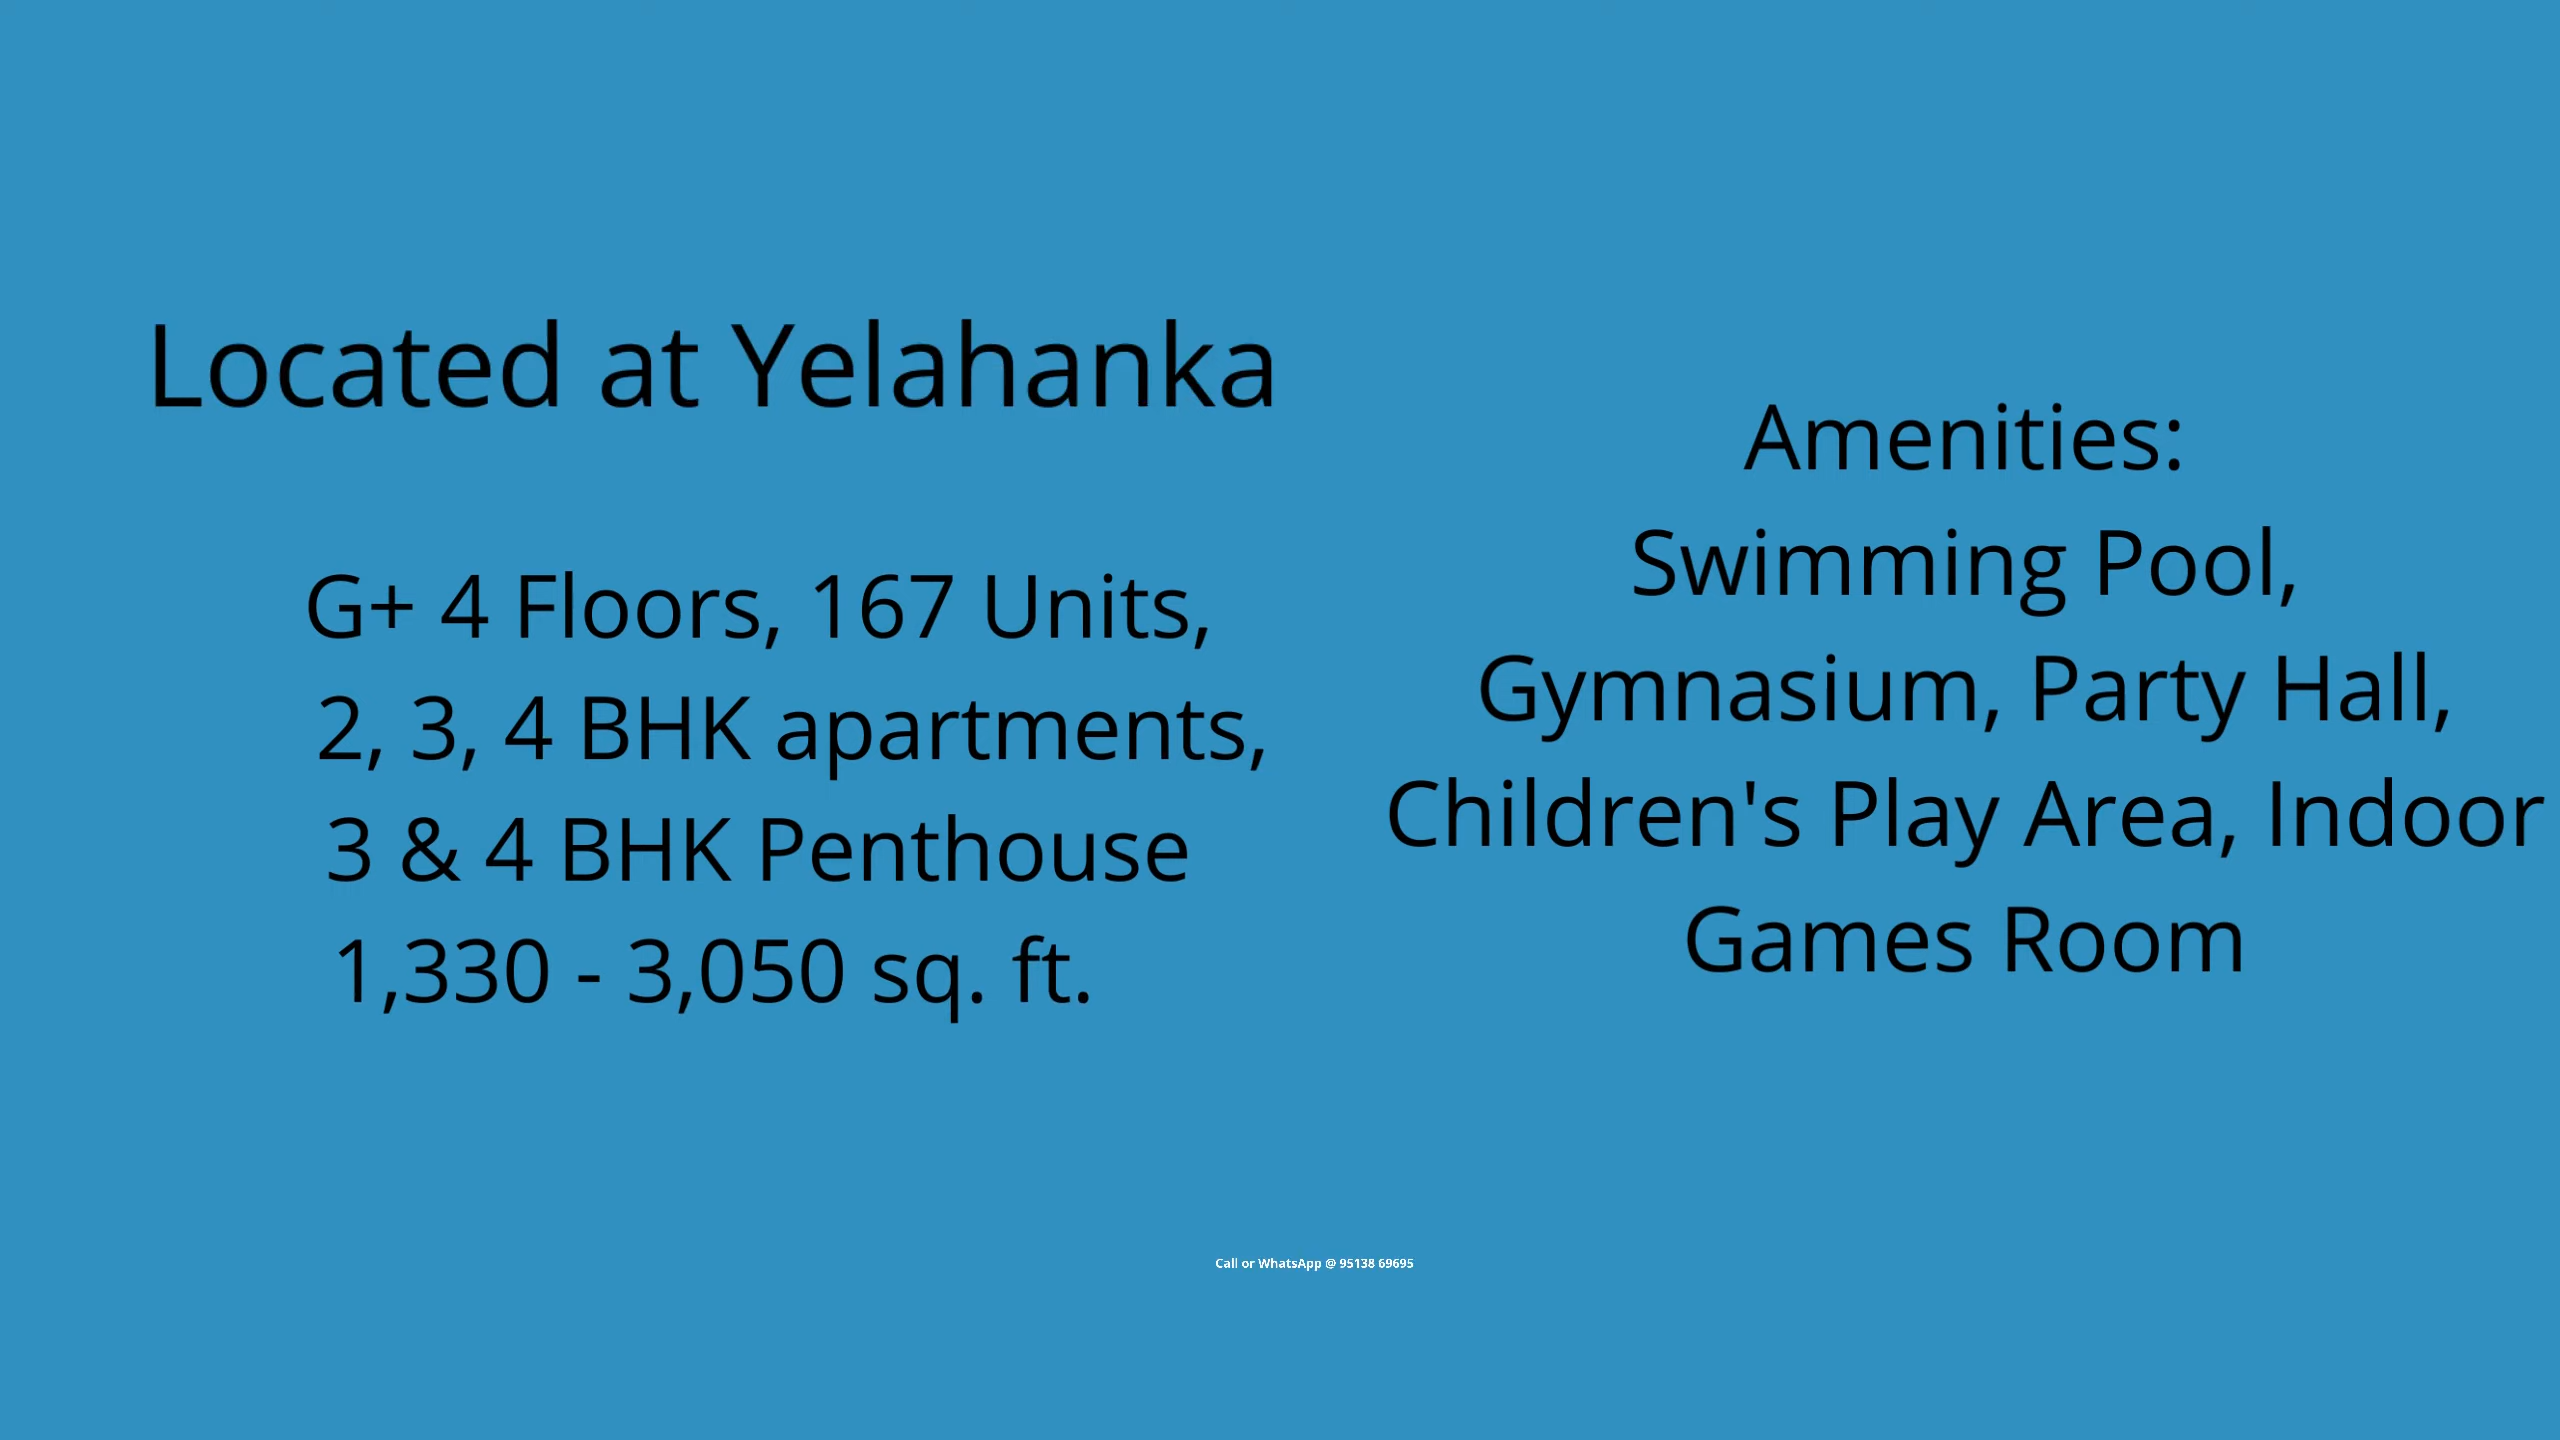 Located at Yelahanka
G+ 4 Floors, 167 Units,
2, 3, 4 BHK apartments,
3 & 4 BHK Penthouse
1,330 - 3,050 sq. ft.
Amenities:
Swimming Pool,
Gymnasium, Party Hall,
Children's Play Area, Indoor
Games Room
Call or WhatsApp @ 95138 69695